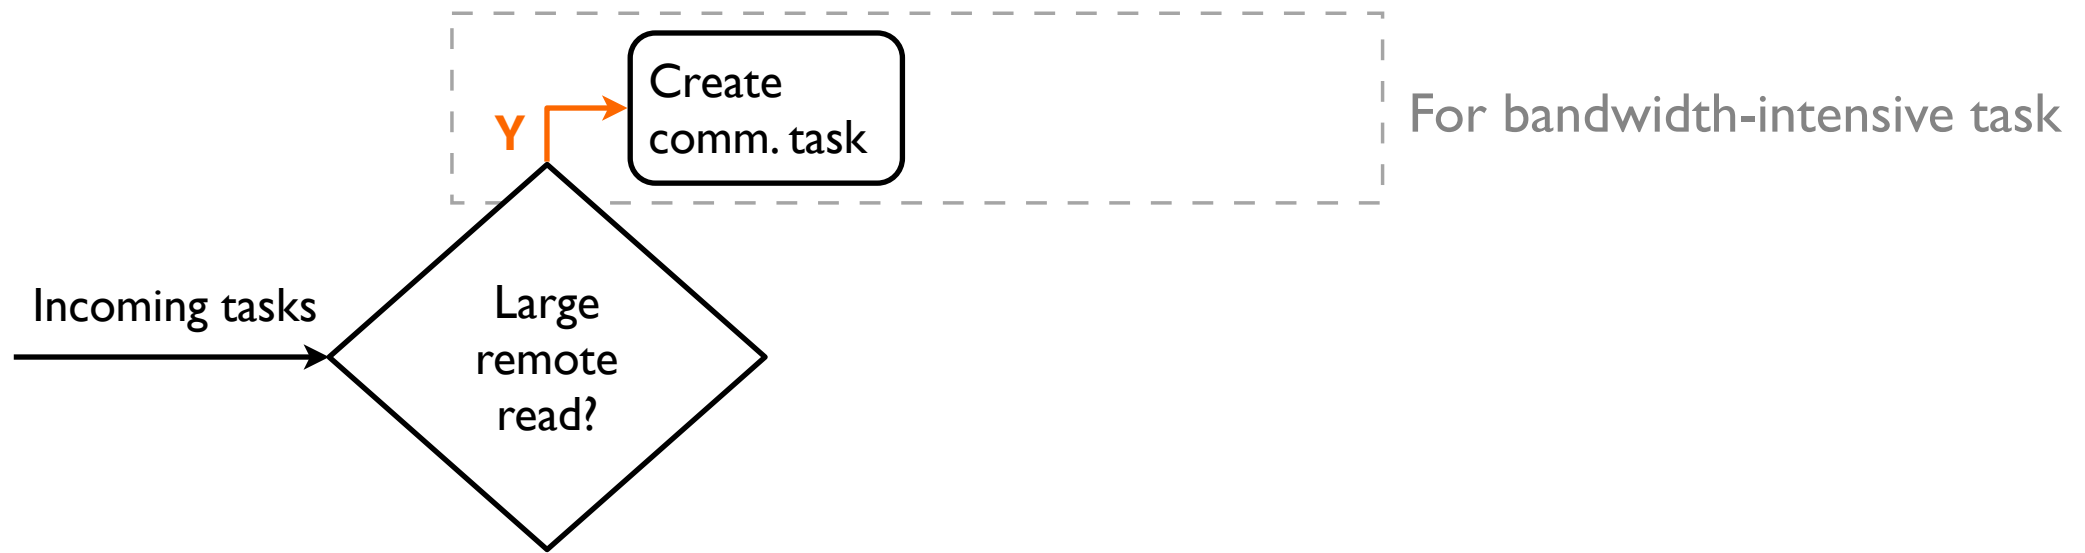 Create
comm. task
For bandwidth-intensive task
Y
Incoming tasks
Large
remote
read?